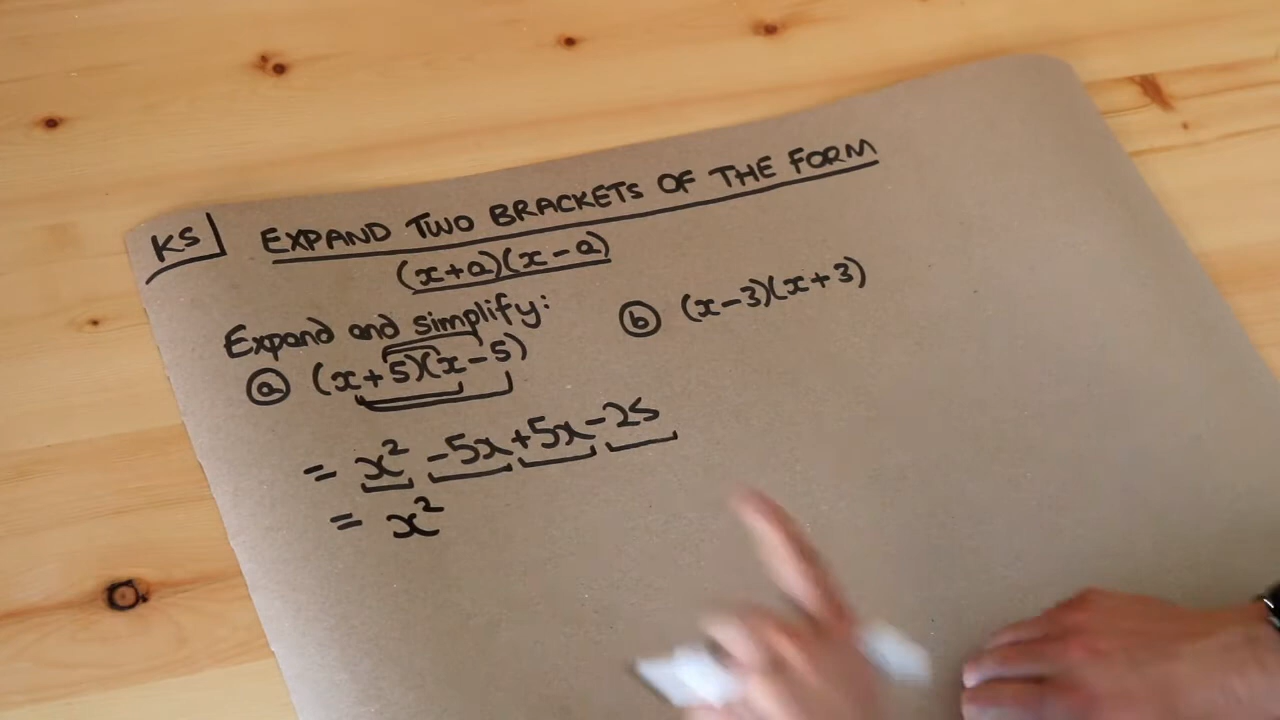 KS EXPAND TWO BRACKETS OF THE FORM
(x+a)(x-a)
Expand and simplify:
ⓐ (x+5)(x-5)
= x² -5x+5x-25
= x²
ⓑ (x-3)(x+3)